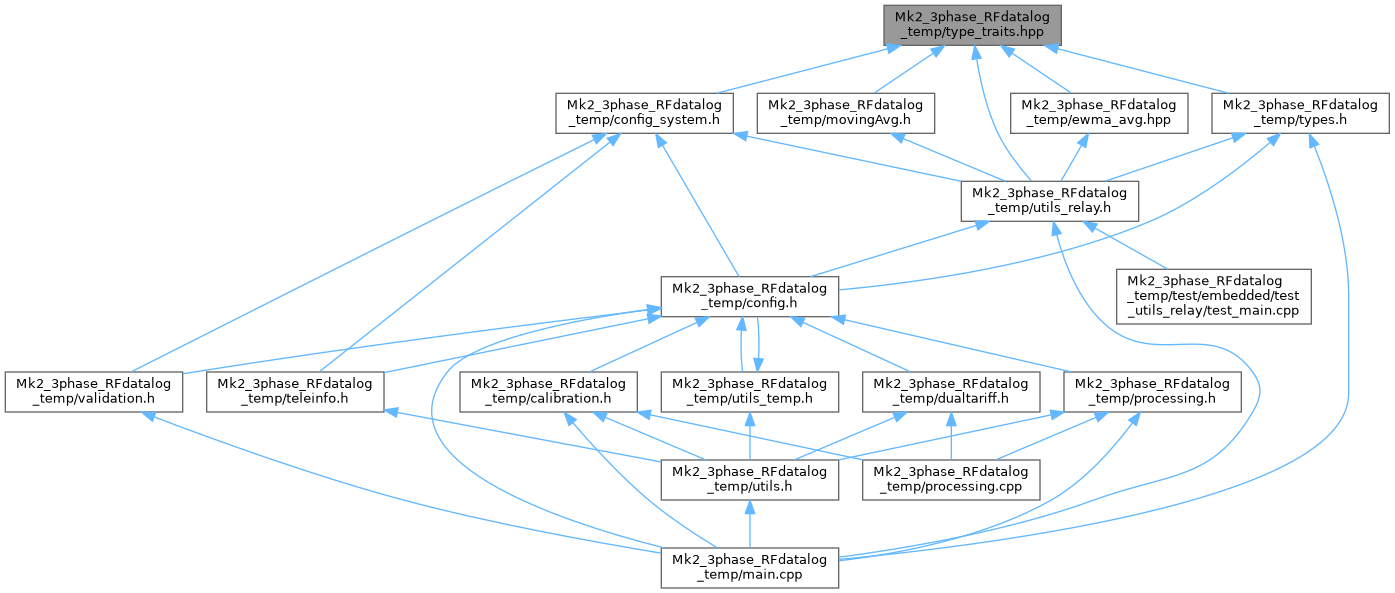 Mk2_3phase_RFdatalog
_temp/type_traits.hpp
Mk2_3phase_RFdatalog
_temp/config_system.h
Mk2_3phase_RFdatalog
_temp/movingAvg.h
Mk2_3phase_RFdatalog
_temp/ewma_avg.hpp
Mk2_3phase_RFdatalog
_temp/types.h
Mk2_3phase_RFdatalog
_temp/utils_relay.h
Mk2_3phase_RFdatalog
_temp/config.h
Mk2_3phase_RFdatalog
_temp/test/embedded/test
_utils_relay/test_main.cpp
Mk2_3phase_RFdatalog
_temp/validation.h
Mk2_3phase_RFdatalog
_temp/teleinfo.h
Mk2_3phase_RFdatalog
_temp/calibration.h
Mk2_3phase_RFdatalog
_temp/utils_temp.h
Mk2_3phase_RFdatalog
_temp/dualtariff.h
Mk2_3phase_RFdatalog
_temp/processing.h
Mk2_3phase_RFdatalog
_temp/utils.h
Mk2_3phase_RFdatalog
_temp/processing.cpp
Mk2_3phase_RFdatalog
_temp/main.cpp